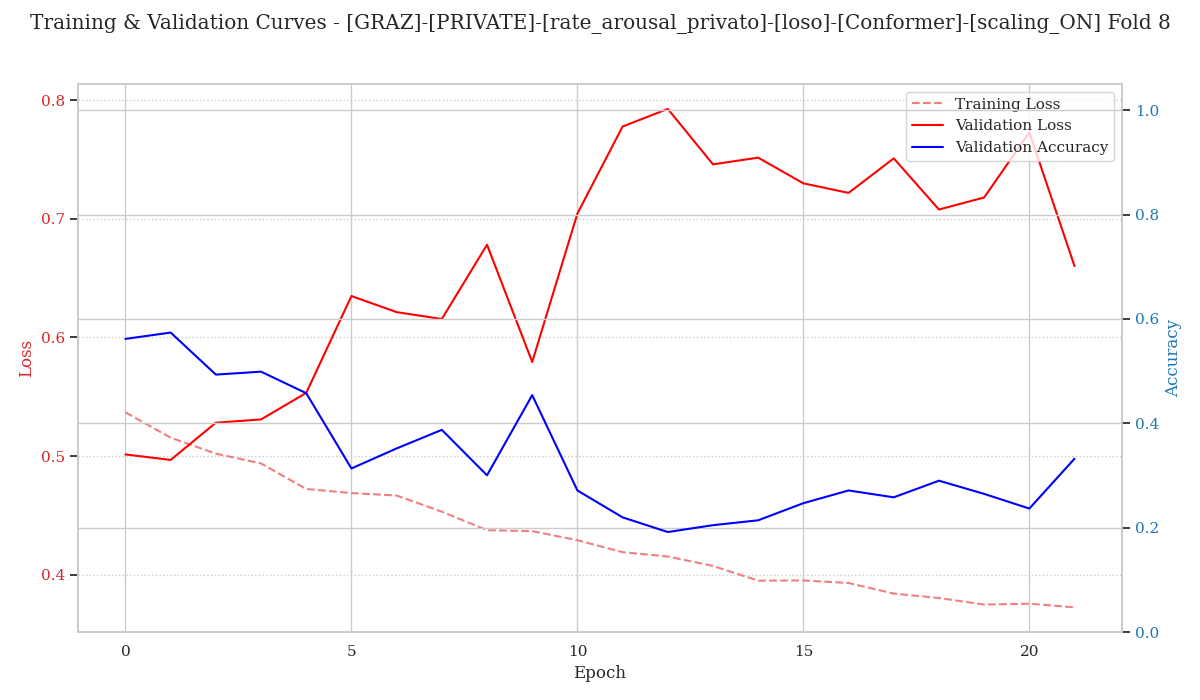 Training & Validation Curves - [GRAZ]-[PRIVATE]-[rate_arousal_privato]-[loso]-[Conformer]-[scaling_ON] Fold 8
Training Loss
Validation Loss
Validation Accuracy
0.8
0.7
0.6
0.5
0.4
Loss
1.0
0.8
0.6
0.4
0.2
0.0
Accuracy
0
5
10
15
20
Epoch